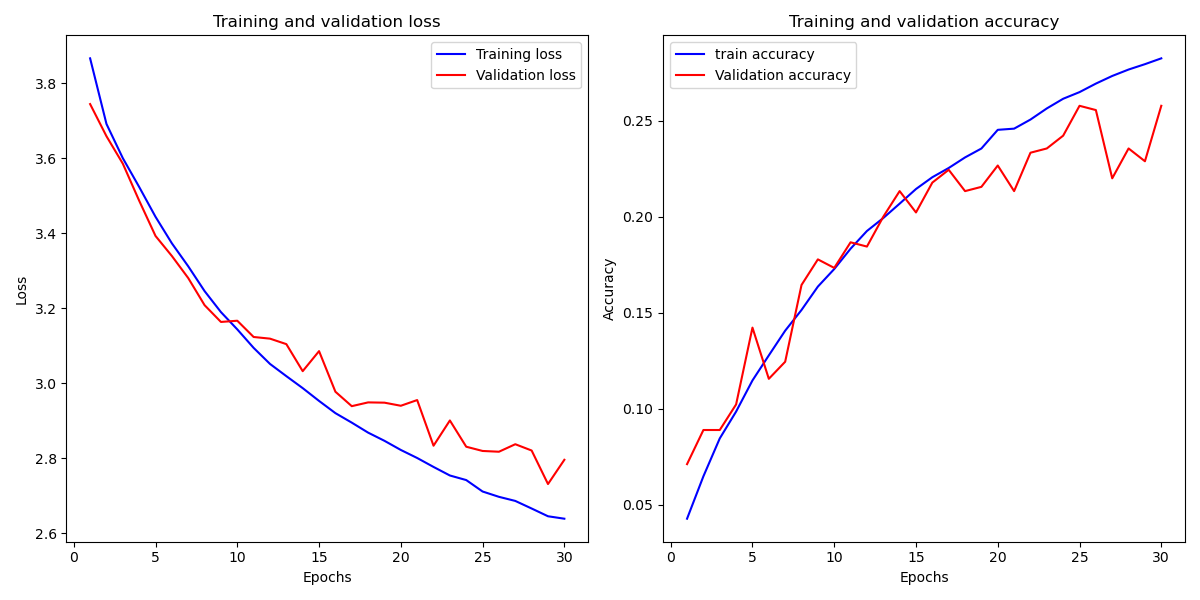 Training and validation loss
Training loss
Validation loss
3.8
3.6
3.4
3.2
3.0
2.8
2.6
Loss
0 5 10 15 20 25 30
Epochs
Training and validation accuracy
train accuracy
Validation accuracy
0.25
0.20
0.15
0.10
0.05
Accuracy
0 5 10 15 20 25 30
Epochs